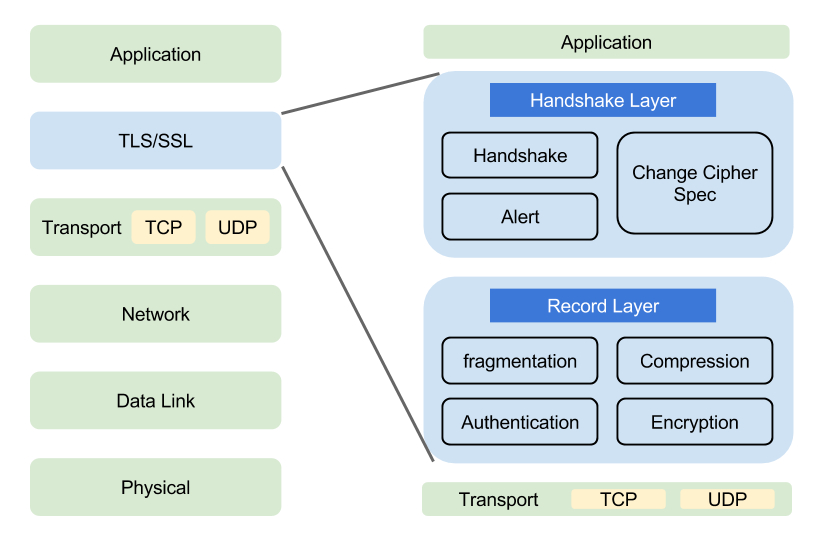 Application
TLS/SSL
Transport TCP UDP
Network
Data Link
Physical
Application
Handshake Layer
Handshake
Alert
Change Cipher
Spec
Record Layer
fragmentation
Compression
Authentication
Encryption
Transport TCP UDP